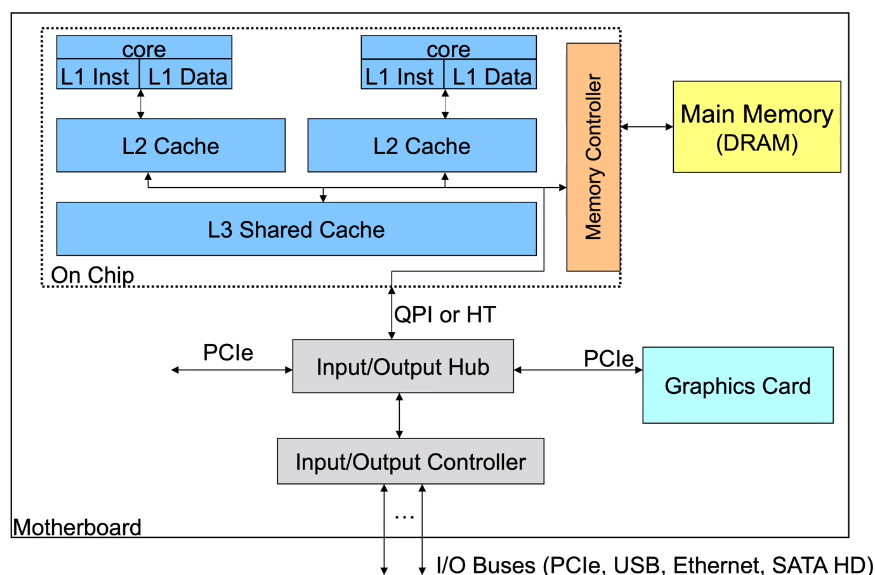 core
L1 Inst
L1 Data
core
L1 Inst
L1 Data
L2 Cache
L2 Cache
L3 Shared Cache
On Chip
Memory Controller
Main Memory
(DRAM)
QPI or HT
PCIe
Input/Output Hub
PCIe
Graphics Card
Input/Output Controller
...
Motherboard
I/O Buses (PCIe, USB, Ethernet, SATA HD)